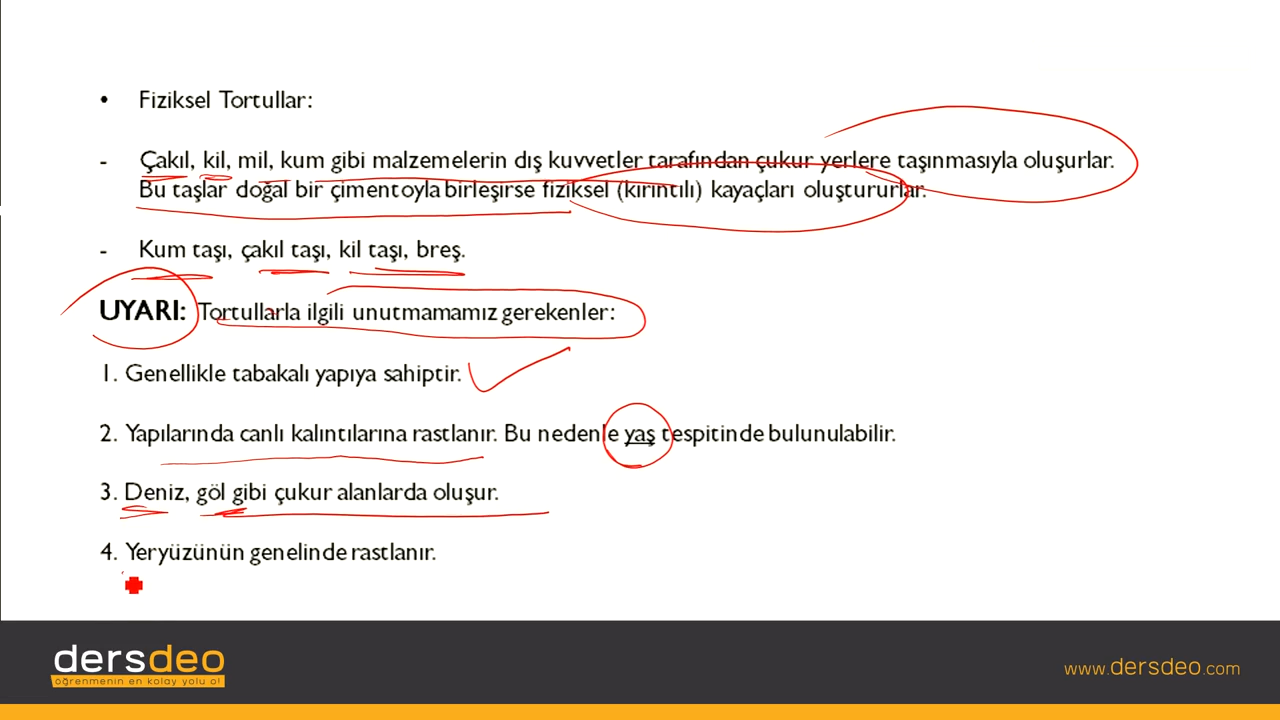 • Fiziksel Tortullar:
- Çakıl, kil, mil, kum gibi malzemelerin dış kuvvetler tarafından çukur yerlere taşınmasıyla oluşurlar.
Bu taşlar doğal bir çimentoyla birleşirse fiziksel (kırıntılı) kayaçları oluştururlar.
- Kum taşı, çakıl taşı, kil taşı, breş.
UYARI: Tortullarla ilgili unutmamamız gerekenler:
1. Genellikle tabakalı yapıya sahiptir.
2. Yapılarında canlı kalıntılarına rastlanır. Bu nedenle yaş tespitinde bulunulabilir.
3. Deniz, göl gibi çukur alanlarda oluşur.
4. Yeryüzünün genelinde rastlanır.
dersdeo
öğrenmenin en kolay yolu o!
www.dersdeo.com